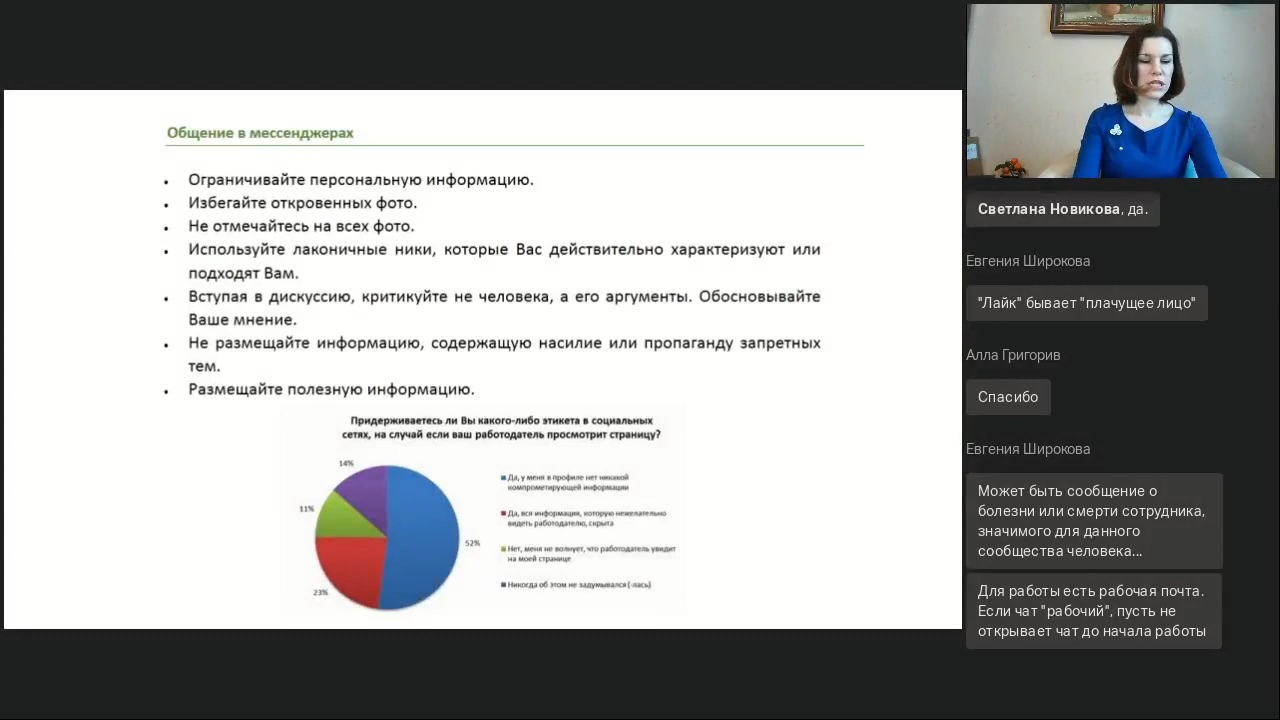 Общение в мессенджерах
• Ограничивайте персональную информацию.
• Избегайте откровенных фото.
• Не отмечайтесь на всех фото.
• Используйте лаконичные ники, которые Вас действительно характеризуют или
подходят Вам.
• Вступая в дискуссию, критикуйте не человека, а его аргументы. Обосновывайте
Ваше мнение.
• Не размещайте информацию, содержащую насилие или пропаганду запретных
тем.
• Размещайте полезную информацию.
Придерживаетесь ли Вы какого-либо этикета в социальных
сетях, на случай если ваш работодатель просмотрит страницу?
14%
11%
23%
52%
Да, у меня в профиле нет никакой
компрометирующей информации
Да, вся информация, которую нежелательно
видеть работодателю, скрыта
Нет, меня не волнует, что работодатель увидит
на моей странице
Никогда об этом не задумывался (-лась)
Светлана Новикова, да.
Евгения Широкова
"Лайк" бывает "плачущее лицо"
Алла Григорив
Спасибо
Евгения Широкова
Может быть сообщение о
болезни или смерти сотрудника,
значимого для данного
сообщества человека...
Для работы есть рабочая почта.
Если чат "рабочий", пусть не
открывает чат до начала работы